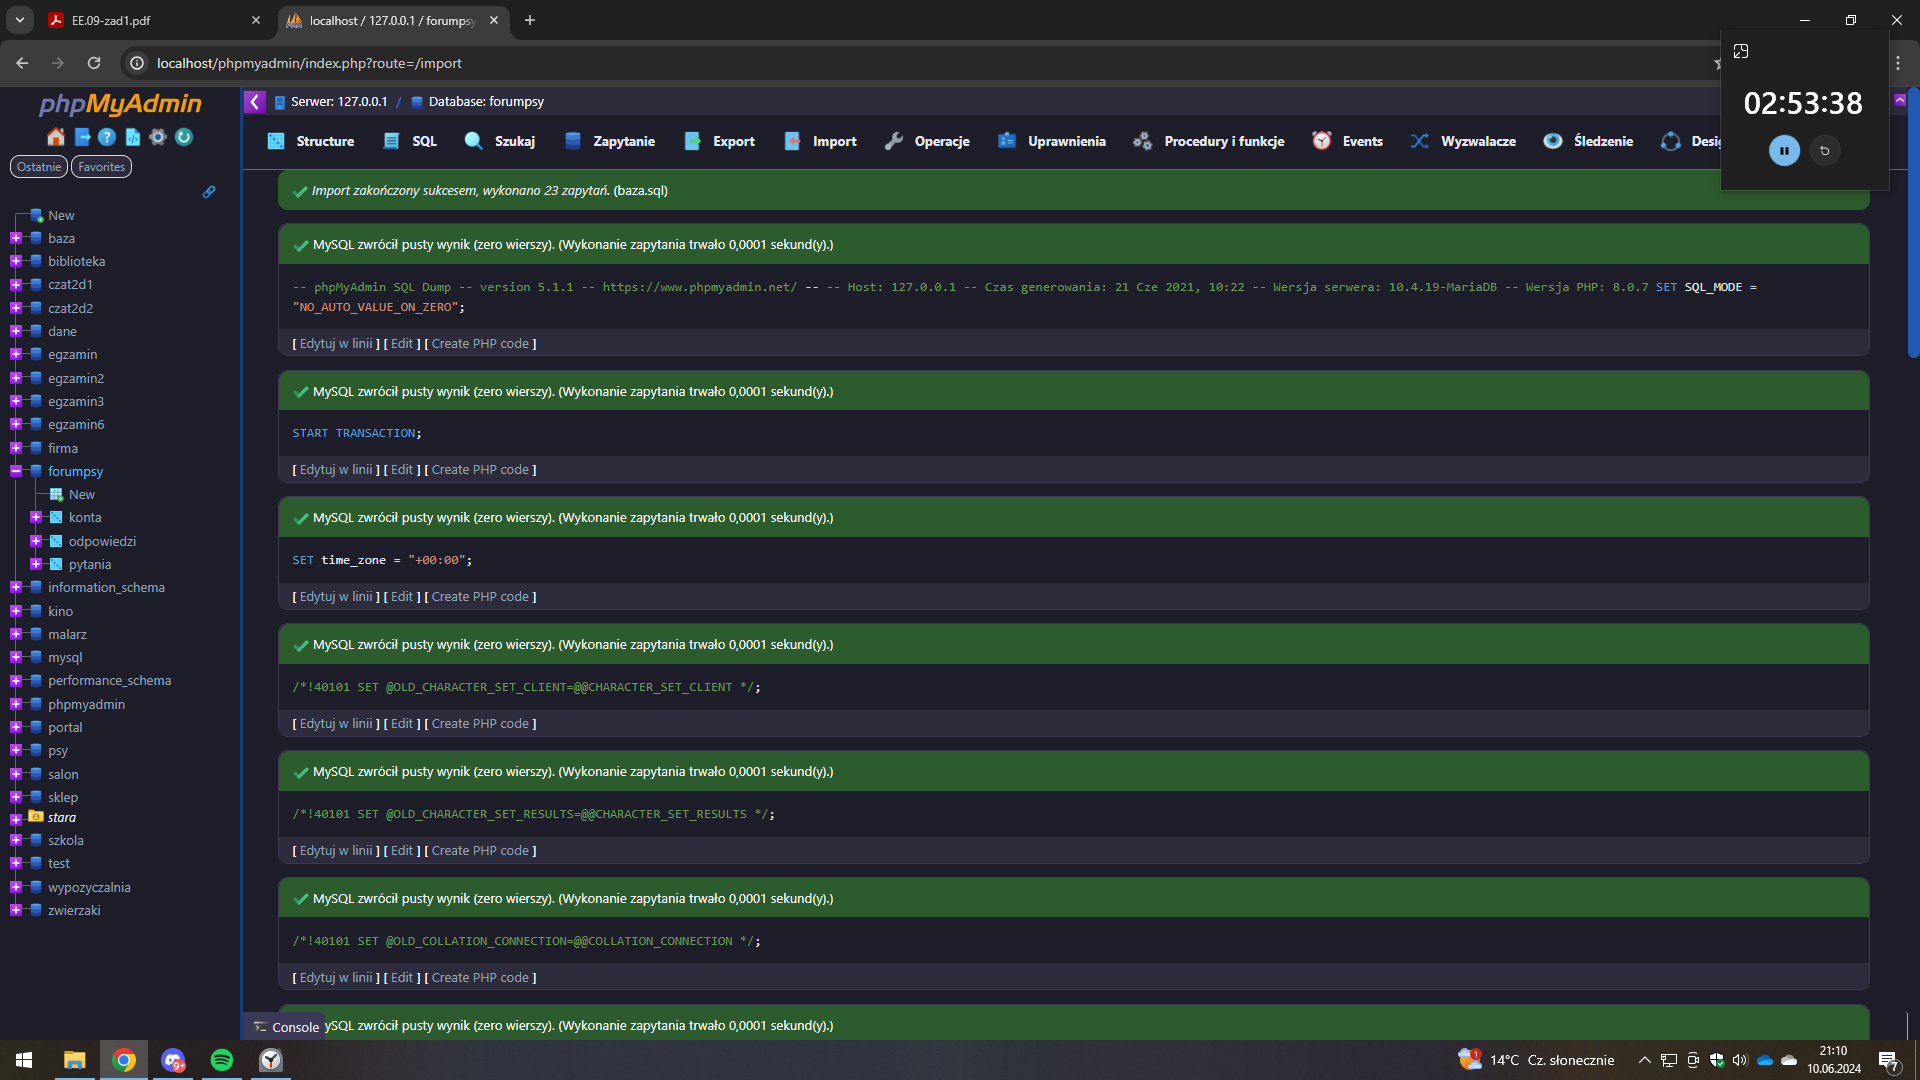 EE.09-zad1.pdf
localhost / 127.0.0.1 / forumpsy
localhost/phpmyadmin/index.php?route=/import
02:53:38
phpMyAdmin
Ostatnie
Favorites
New
baza
biblioteka
czat2d1
czat2d2
dane
egzamin
egzamin2
egzamin3
egzamin6
firma
forumpsy
New
konta
odpowiedzi
pytania
information_schema
kino
malarz
mysql
performance_schema
phpmyadmin
portal
psy
salon
sklep
stara
szkola
test
wypozyczalnia
zwierzaki
Serwer: 127.0.0.1 / Database: forumpsy
Structure SQL Szukaj Zapytanie Export Import Operacje Uprawnienia Procedury i funkcje Events Wyzwalacze Śledzenie Desig
Import zakończony sukcesem, wykonano 23 zapytań. (baza.sql)
MySQL zwrócił pusty wynik (zero wierszy). (Wykonanie zapytania trwało 0,0001 sekund(y).)
-- phpMyAdmin SQL Dump -- version 5.1.1 -- https://www.phpmyadmin.net/ -- -- Host: 127.0.0.1 -- Czas generowania: 21 Cze 2021, 10:22 -- Wersja serwera: 10.4.19-MariaDB -- Wersja PHP: 8.0.7 SET SQL_MODE =
"NO_AUTO_VALUE_ON_ZERO";
[ Edytuj w linii ] [ Edit ] [ Create PHP code ]
MySQL zwrócił pusty wynik (zero wierszy). (Wykonanie zapytania trwało 0,0001 sekund(y).)
START TRANSACTION;
[ Edytuj w linii ] [ Edit ] [ Create PHP code ]
MySQL zwrócił pusty wynik (zero wierszy). (Wykonanie zapytania trwało 0,0001 sekund(y).)
SET time_zone = "+00:00";
[ Edytuj w linii ] [ Edit ] [ Create PHP code ]
MySQL zwrócił pusty wynik (zero wierszy). (Wykonanie zapytania trwało 0,0001 sekund(y).)
/*!40101 SET @OLD_CHARACTER_SET_CLIENT=@@CHARACTER_SET_CLIENT */;
[ Edytuj w linii ] [ Edit ] [ Create PHP code ]
MySQL zwrócił pusty wynik (zero wierszy). (Wykonanie zapytania trwało 0,0001 sekund(y).)
/*!40101 SET @OLD_CHARACTER_SET_RESULTS=@@CHARACTER_SET_RESULTS */;
[ Edytuj w linii ] [ Edit ] [ Create PHP code ]
MySQL zwrócił pusty wynik (zero wierszy). (Wykonanie zapytania trwało 0,0001 sekund(y).)
/*!40101 SET @OLD_COLLATION_CONNECTION=@@COLLATION_CONNECTION */;
[ Edytuj w linii ] [ Edit ] [ Create PHP code ]
Console
ySQL zwrócił pusty wynik (zero wierszy). (Wykonanie zapytania trwało 0,0001 sekund(y).)
9+
1
14°C Cz. słonecznie
21:10
10.06.2024
7